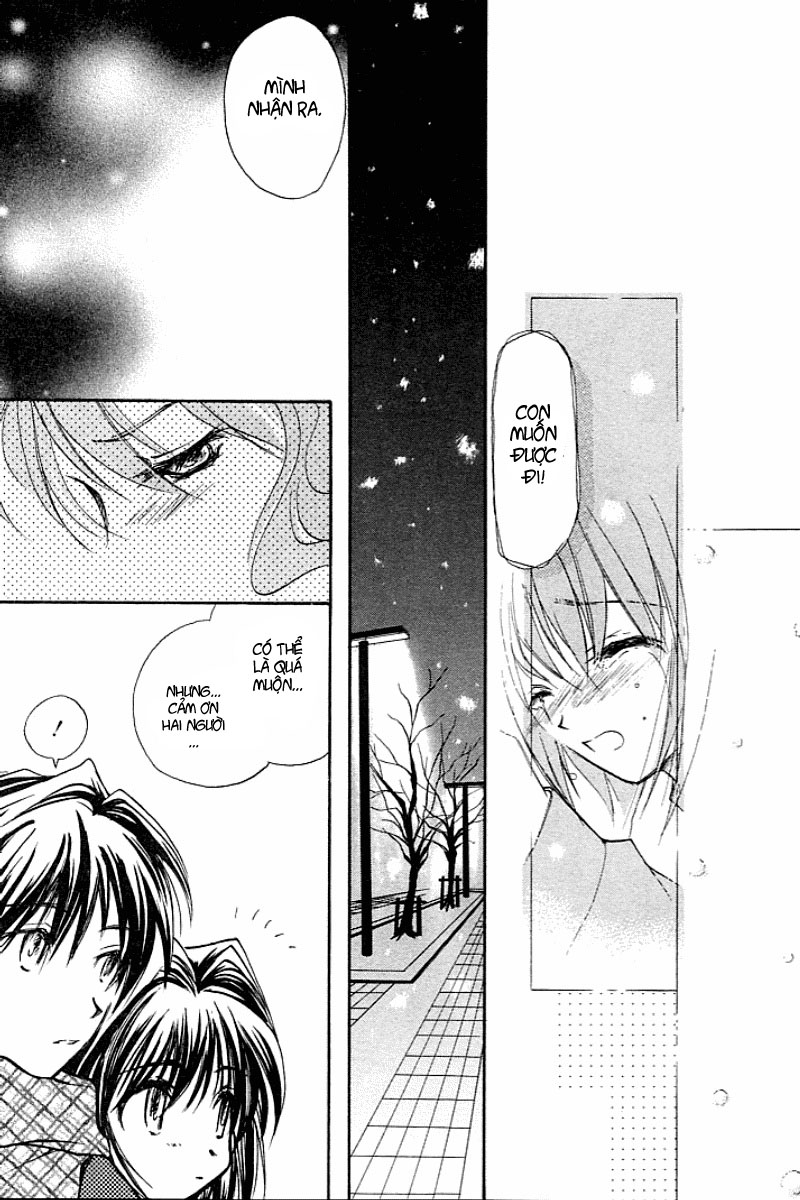 CON
MUỐN
ĐƯỢC
ĐI!
MÌNH
NHẬN RA.
CÓ THỂ
LÀ QUÁ
MUỘN...
NHƯNG...
CẢM ƠN
HAI NGƯỜI
...
!